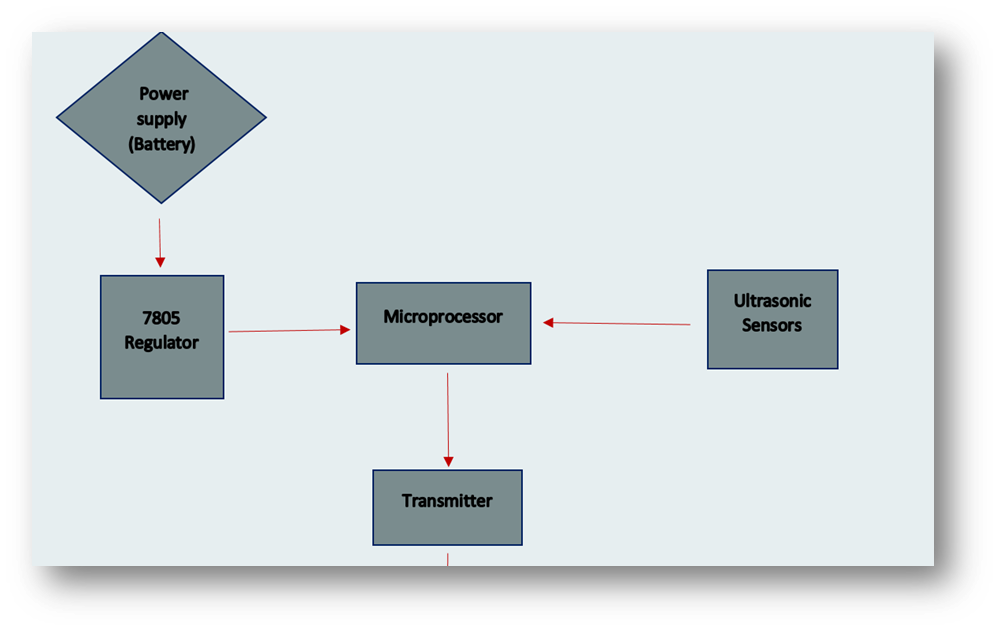 Power
supply
(Battery)
7805
Regulator
Microprocessor
Ultrasonic
Sensors
Transmitter